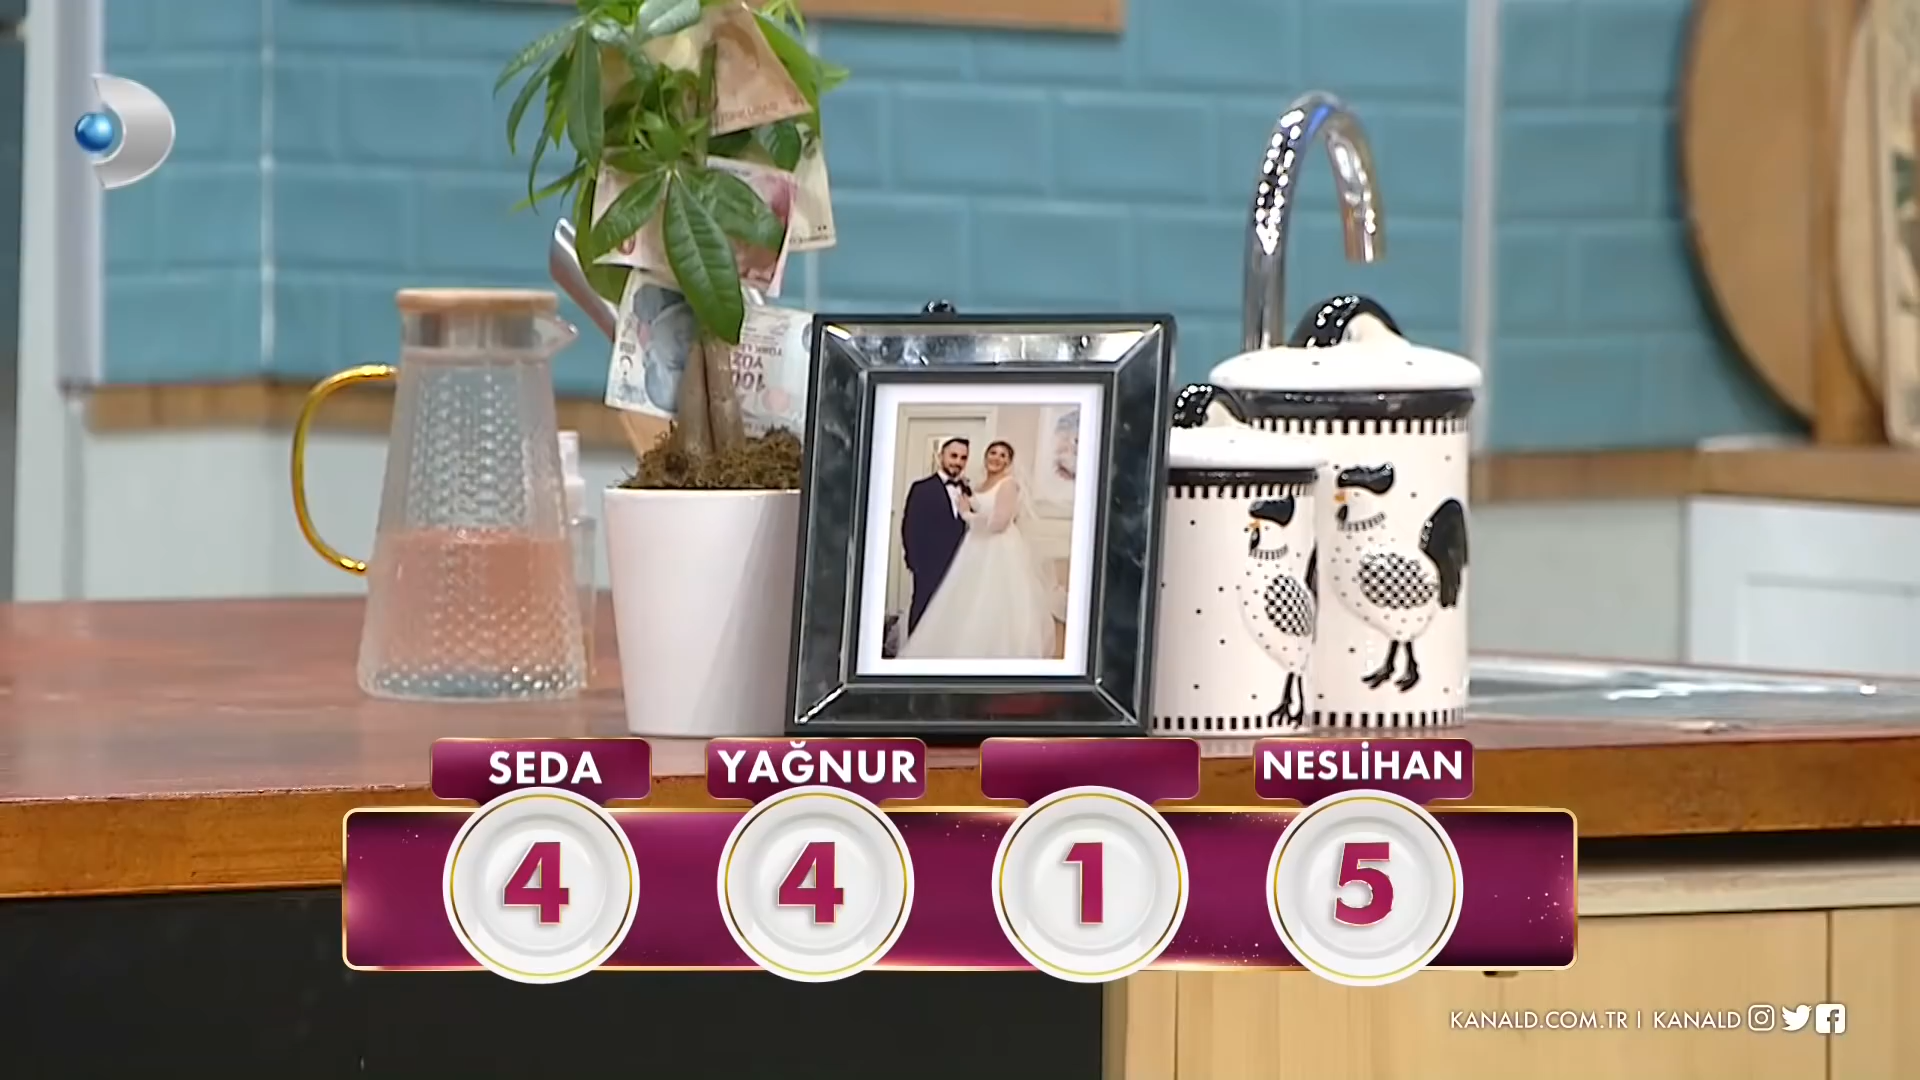 SEDA
YAĞNUR
NESLİHAN
4
4
1
5
KANALD.COM.TR | KANALD